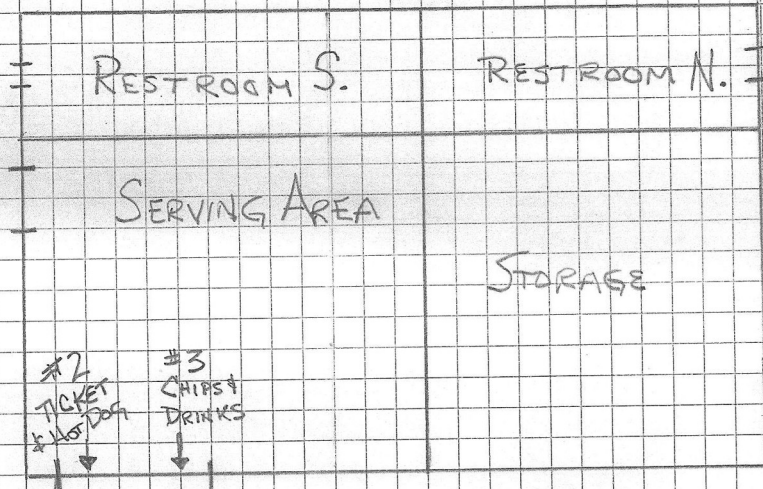 RESTROOM S.
RESTROOM N.
SERVING AREA
STORAGE
#2
TICKET
& HOT DOG
#3
CHIPS &
DRINKS